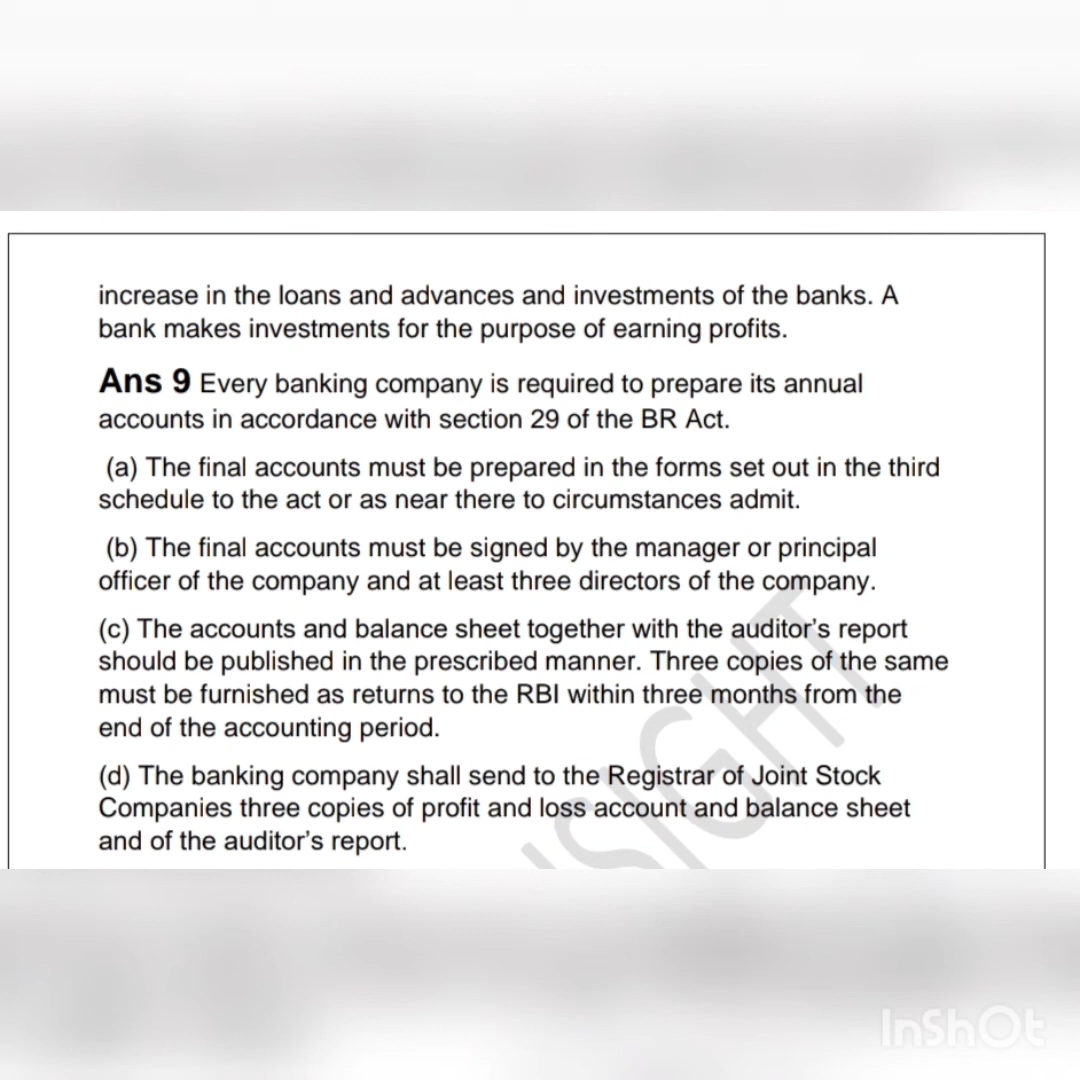 increase in the loans and advances and investments of the banks. A
bank makes investments for the purpose of earning profits.
Ans 9 Every banking company is required to prepare its annual
accounts in accordance with section 29 of the BR Act.
(a) The final accounts must be prepared in the forms set out in the third
schedule to the act or as near there to circumstances admit.
(b) The final accounts must be signed by the manager or principal
officer of the company and at least three directors of the company.
(c) The accounts and balance sheet together with the auditor's report
should be published in the prescribed manner. Three copies of the same
must be furnished as returns to the RBI within three months from the
end of the accounting period.
(d) The banking company shall send to the Registrar of Joint Stock
Companies three copies of profit and loss account and balance sheet
and of the auditor's report.
InShOt